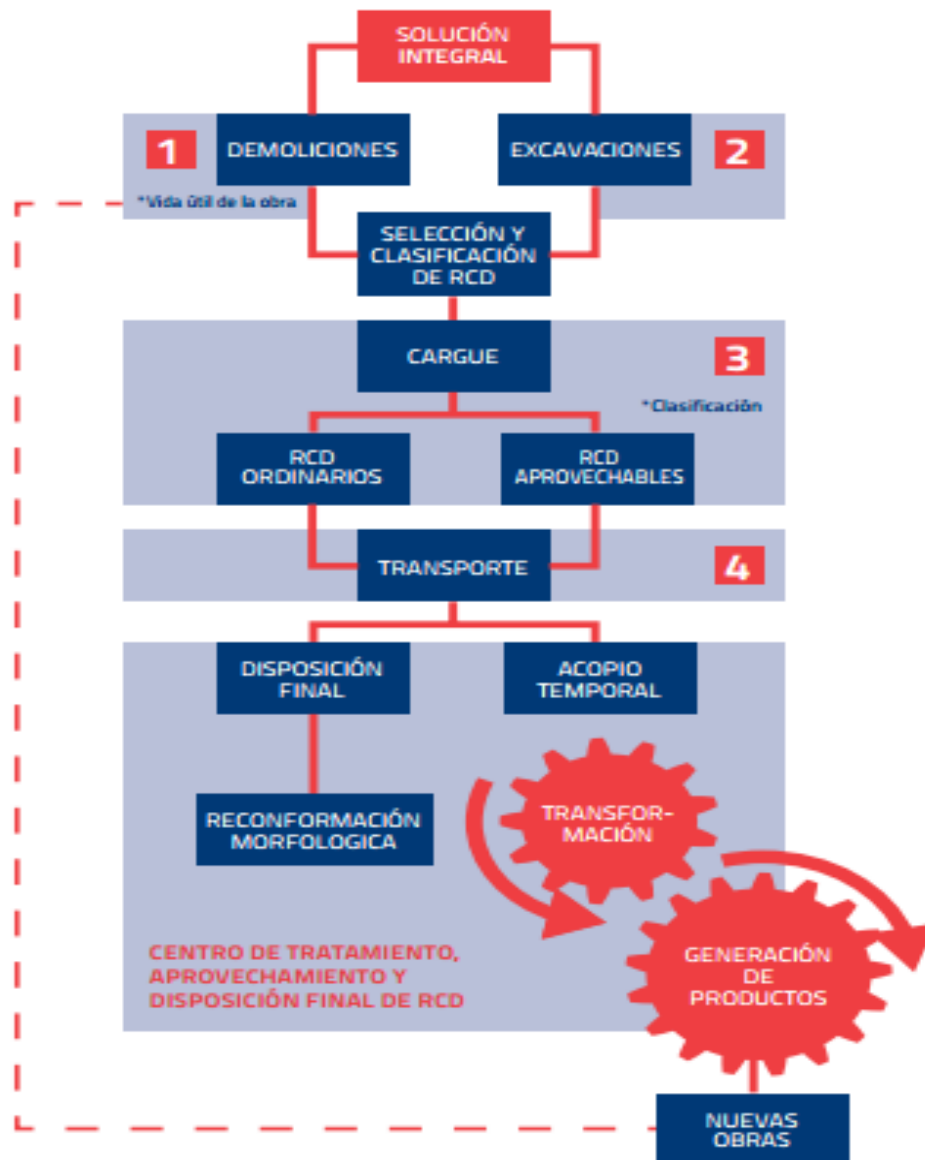 SOLUCIÓN
INTEGRAL
1
DEMOLICIONES
EXCAVACIONES
2
*Vida útil de la obra
SELECCIÓN Y
CLASIFICACIÓN
DE RCD
CARGUE
3
*Clasificación
RCD
ORDINARIOS
RCD
APROVECHABLES
TRANSPORTE
4
DISPOSICIÓN
FINAL
ACOPIO
TEMPORAL
RECONFORMACIÓN
MORFOLOGICA
TRANSFOR-
MACIÓN
CENTRO DE TRATAMIENTO,
APROVECHAMIENTO Y
DISPOSICIÓN FINAL DE RCD
GENERACIÓN
DE
PRODUCTOS
NUEVAS
OBRAS